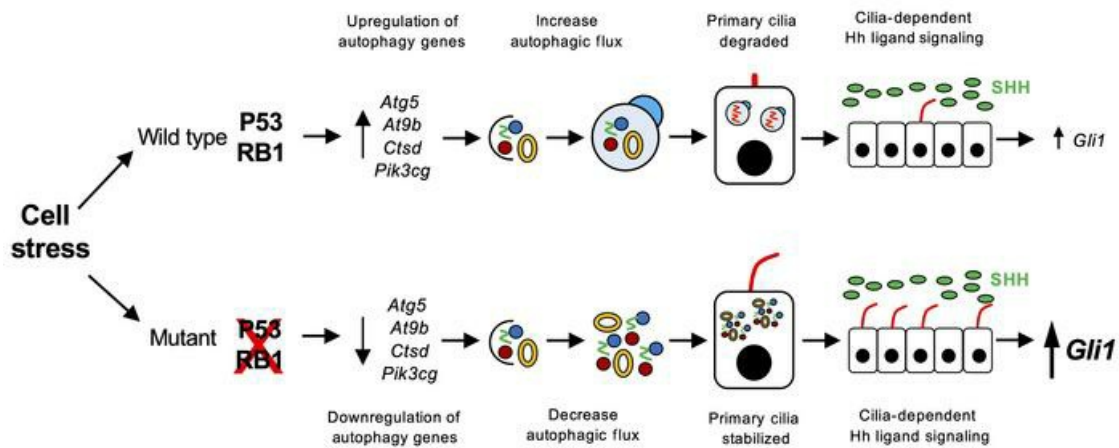 Upregulation of
autophagy genes
Increase
autophagic flux
Primary cilia
degraded
Cilia-dependent
Hh ligand signaling
Cell
stress
Wild type
P53
RB1
Atg5
At9b
Ctsd
Pik3cg
SHH
Gli1
Mutant
P53
RB1
Atg5
At9b
Ctsd
Pik3cg
SHH
Gli1
Downregulation of
autophagy genes
Decrease
autophagic flux
Primary cilia
stabilized
Cilia-dependent
Hh ligand signaling